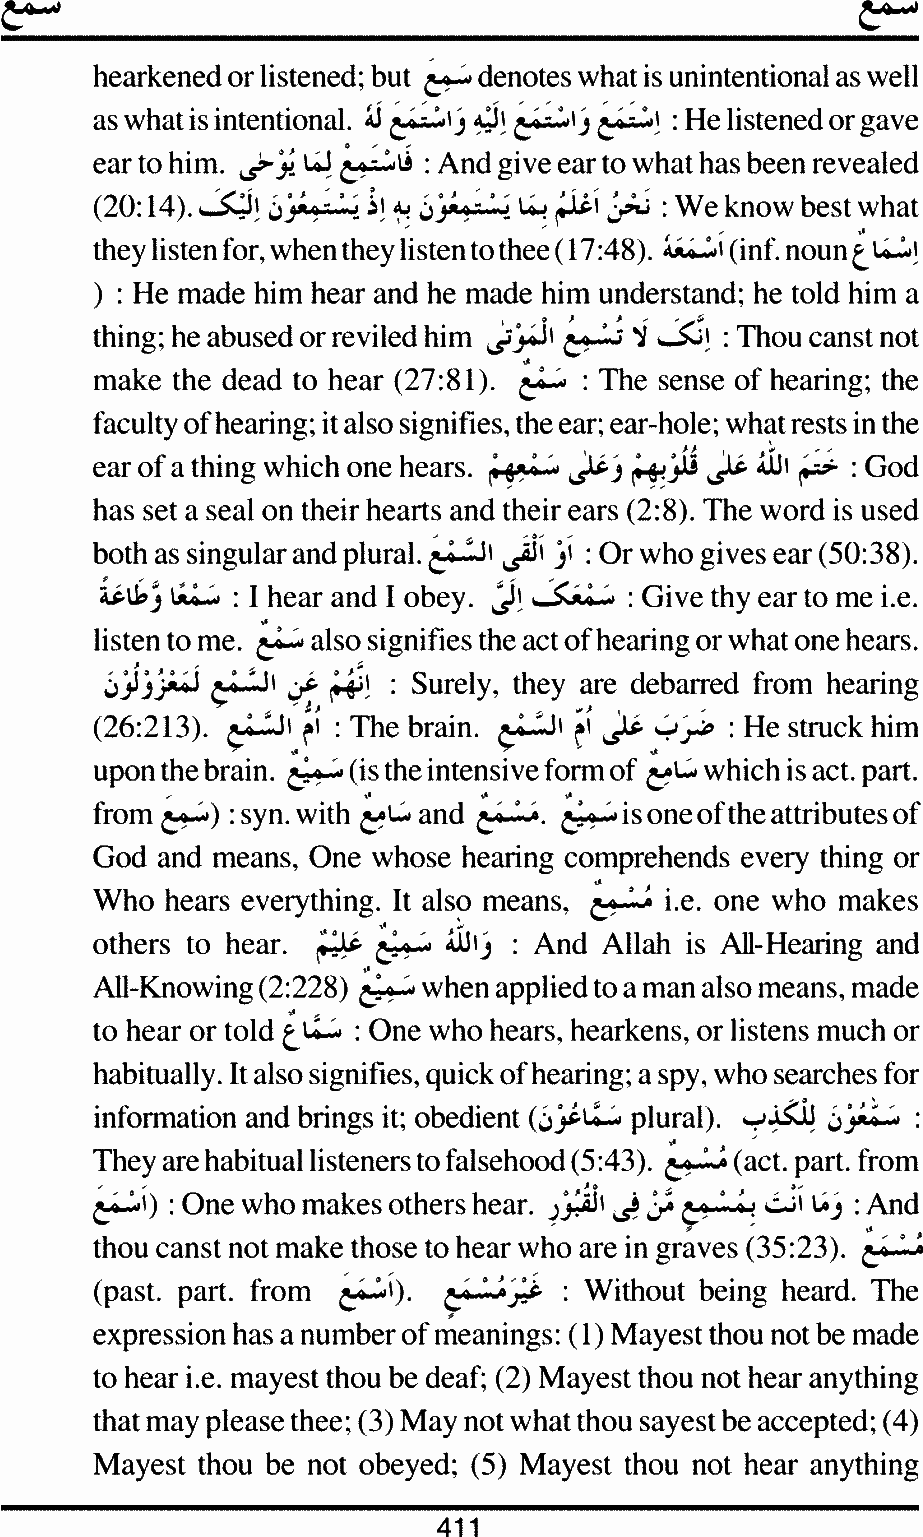 سمع سمع
hearkened or listened; but سَمِعَ denotes what is unintentional as well
as what is intentional. اِسْتَمَعَ وَاسْتَمَعَ اِلَیْهِ وَاسْتَمَعَ لَهٗ : He listened or gave
ear to him. فَاسْتَمِعْ لِمَا یُوْحٰی : And give ear to what has been revealed
(20:14). نَحْنُ اَعْلَمُ بِمَا یَسْتَمِعُوْنَ بِهٖ اِذْ یَسْتَمِعُوْنَ اِلَیْکَ : We know best what
they listen for, when they listen to thee (17:48). اَسْمَعَهٗ (inf. noun اِسْمَاعٌ
) : He made him hear and he made him understand; he told him a
thing; he abused or reviled him اِنَّکَ لَا تُسْمِعُ الْمَوْتٰی : Thou canst not
make the dead to hear (27:81). سَمْعٌ : The sense of hearing; the
faculty of hearing; it also signifies, the ear; ear-hole; what rests in the
ear of a thing which one hears. خَتَمَ اللّٰهُ عَلٰی قُلُوْبِهِمْ وَعَلٰی سَمْعِهِمْ : God
has set a seal on their hearts and their ears (2:8). The word is used
both as singular and plural. اَوْ اَلْقَی السَّمْعَ : Or who gives ear (50:38).
سَمْعًا وَّطَاعَةً : I hear and I obey. سَمْعَکَ اِلَیَّ : Give thy ear to me i.e.
listen to me. سَمْعٌ also signifies the act of hearing or what one hears.
اِنَّهُمْ عَنِ السَّمْعِ لَمَعْزُوْلُوْنَ : Surely, they are debarred from hearing
(26:213). اُمُّ السَّمْعِ : The brain. ضَرَبَ عَلٰی اُمِّ السَّمْعِ : He struck him
upon the brain. سَمِیْعٌ (is the intensive form of سَامِعٌ which is act. part.
from سَمِعَ) : syn. with سَامِعٌ and مَسْمَعٌ. سَمِیْعٌ is one of the attributes of
God and means, One whose hearing comprehends every thing or
Who hears everything. It also means, مُسْمِعٌ i.e. one who makes
others to hear. وَاللّٰهُ سَمِیْعٌ عَلِیْمٌ : And Allah is All-Hearing and
All-Knowing (2:228) سَمِیْعٌ when applied to a man also means, made
to hear or told سَمَّاعٌ : One who hears, hearkens, or listens much or
habitually. It also signifies, quick of hearing; a spy, who searches for
information and brings it; obedient (سَمَّاعُوْنَ plural). سَمّٰعُوْنَ لِلْکَذِبِ :
They are habitual listeners to falsehood (5:43). مُسْمِعٌ (act. part. from
اَسْمَعَ) : One who makes others hear. وَمَا اَنْتَ بِمُسْمِعٍ مَّنْ فِی الْقُبُوْرِ : And
thou canst not make those to hear who are in graves (35:23). مُسْمَعٌ
(past. part. from اَسْمَعَ). غَیْرَ مُسْمَعٍ : Without being heard. The
expression has a number of meanings: (1) Mayest thou not be made
to hear i.e. mayest thou be deaf; (2) Mayest thou not hear anything
that may please thee; (3) May not what thou sayest be accepted; (4)
Mayest thou be not obeyed; (5) Mayest thou not hear anything
411